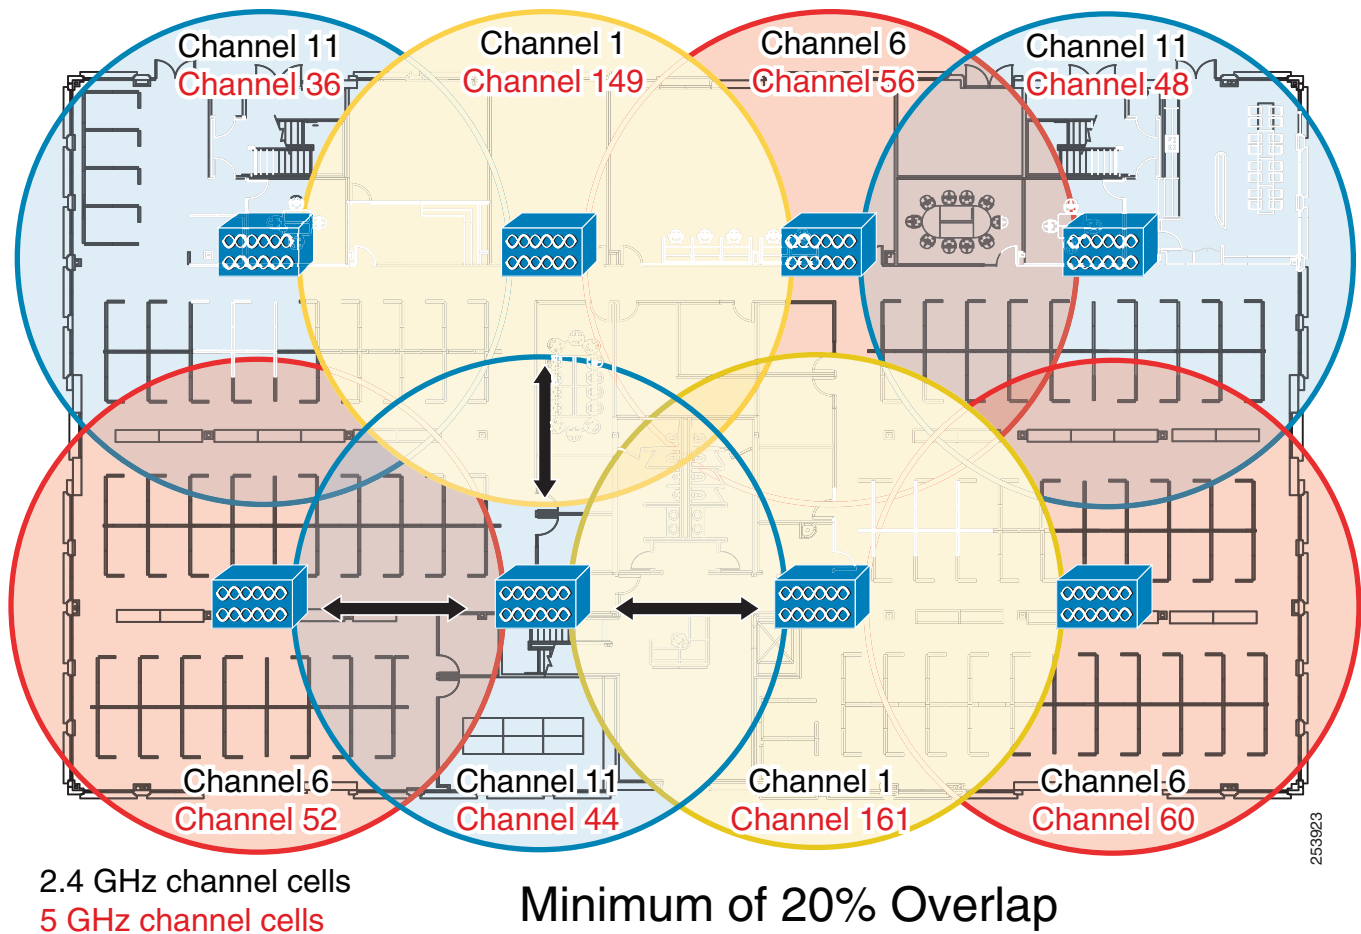 Channel 11
Channel 36
Channel 1
Channel 149
Channel 6
Channel 56
Channel 11
Channel 48
Channel 6
Channel 52
Channel 11
Channel 44
Channel 1
Channel 161
Channel 6
Channel 60
253923
2.4 GHz channel cells
5 GHz channel cells
Minimum of 20% Overlap